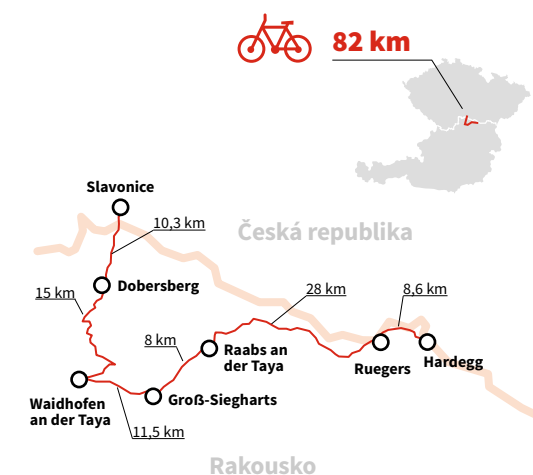 82 km
Slavonice
10,3 km
Česká republika
Dobersberg
15 km
28 km
8,6 km
8 km
Raabs an
der Taya
Ruegers
Hardegg
Waidhofen
an der Taya
Groß-Siegharts
11,5 km
Rakousko